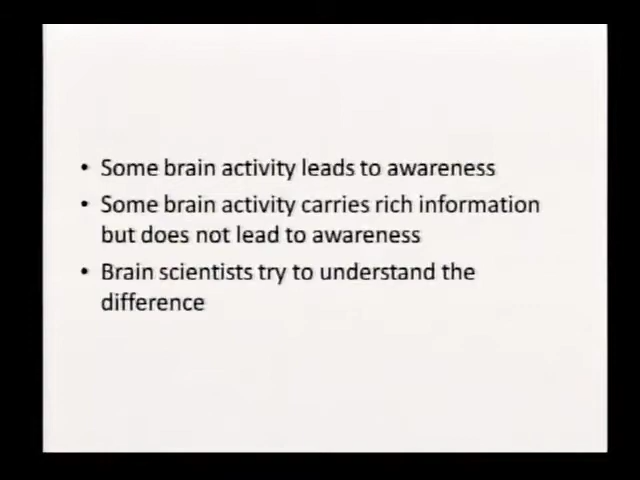 • Some brain activity leads to awareness
• Some brain activity carries rich information
but does not lead to awareness
• Brain scientists try to understand the
difference